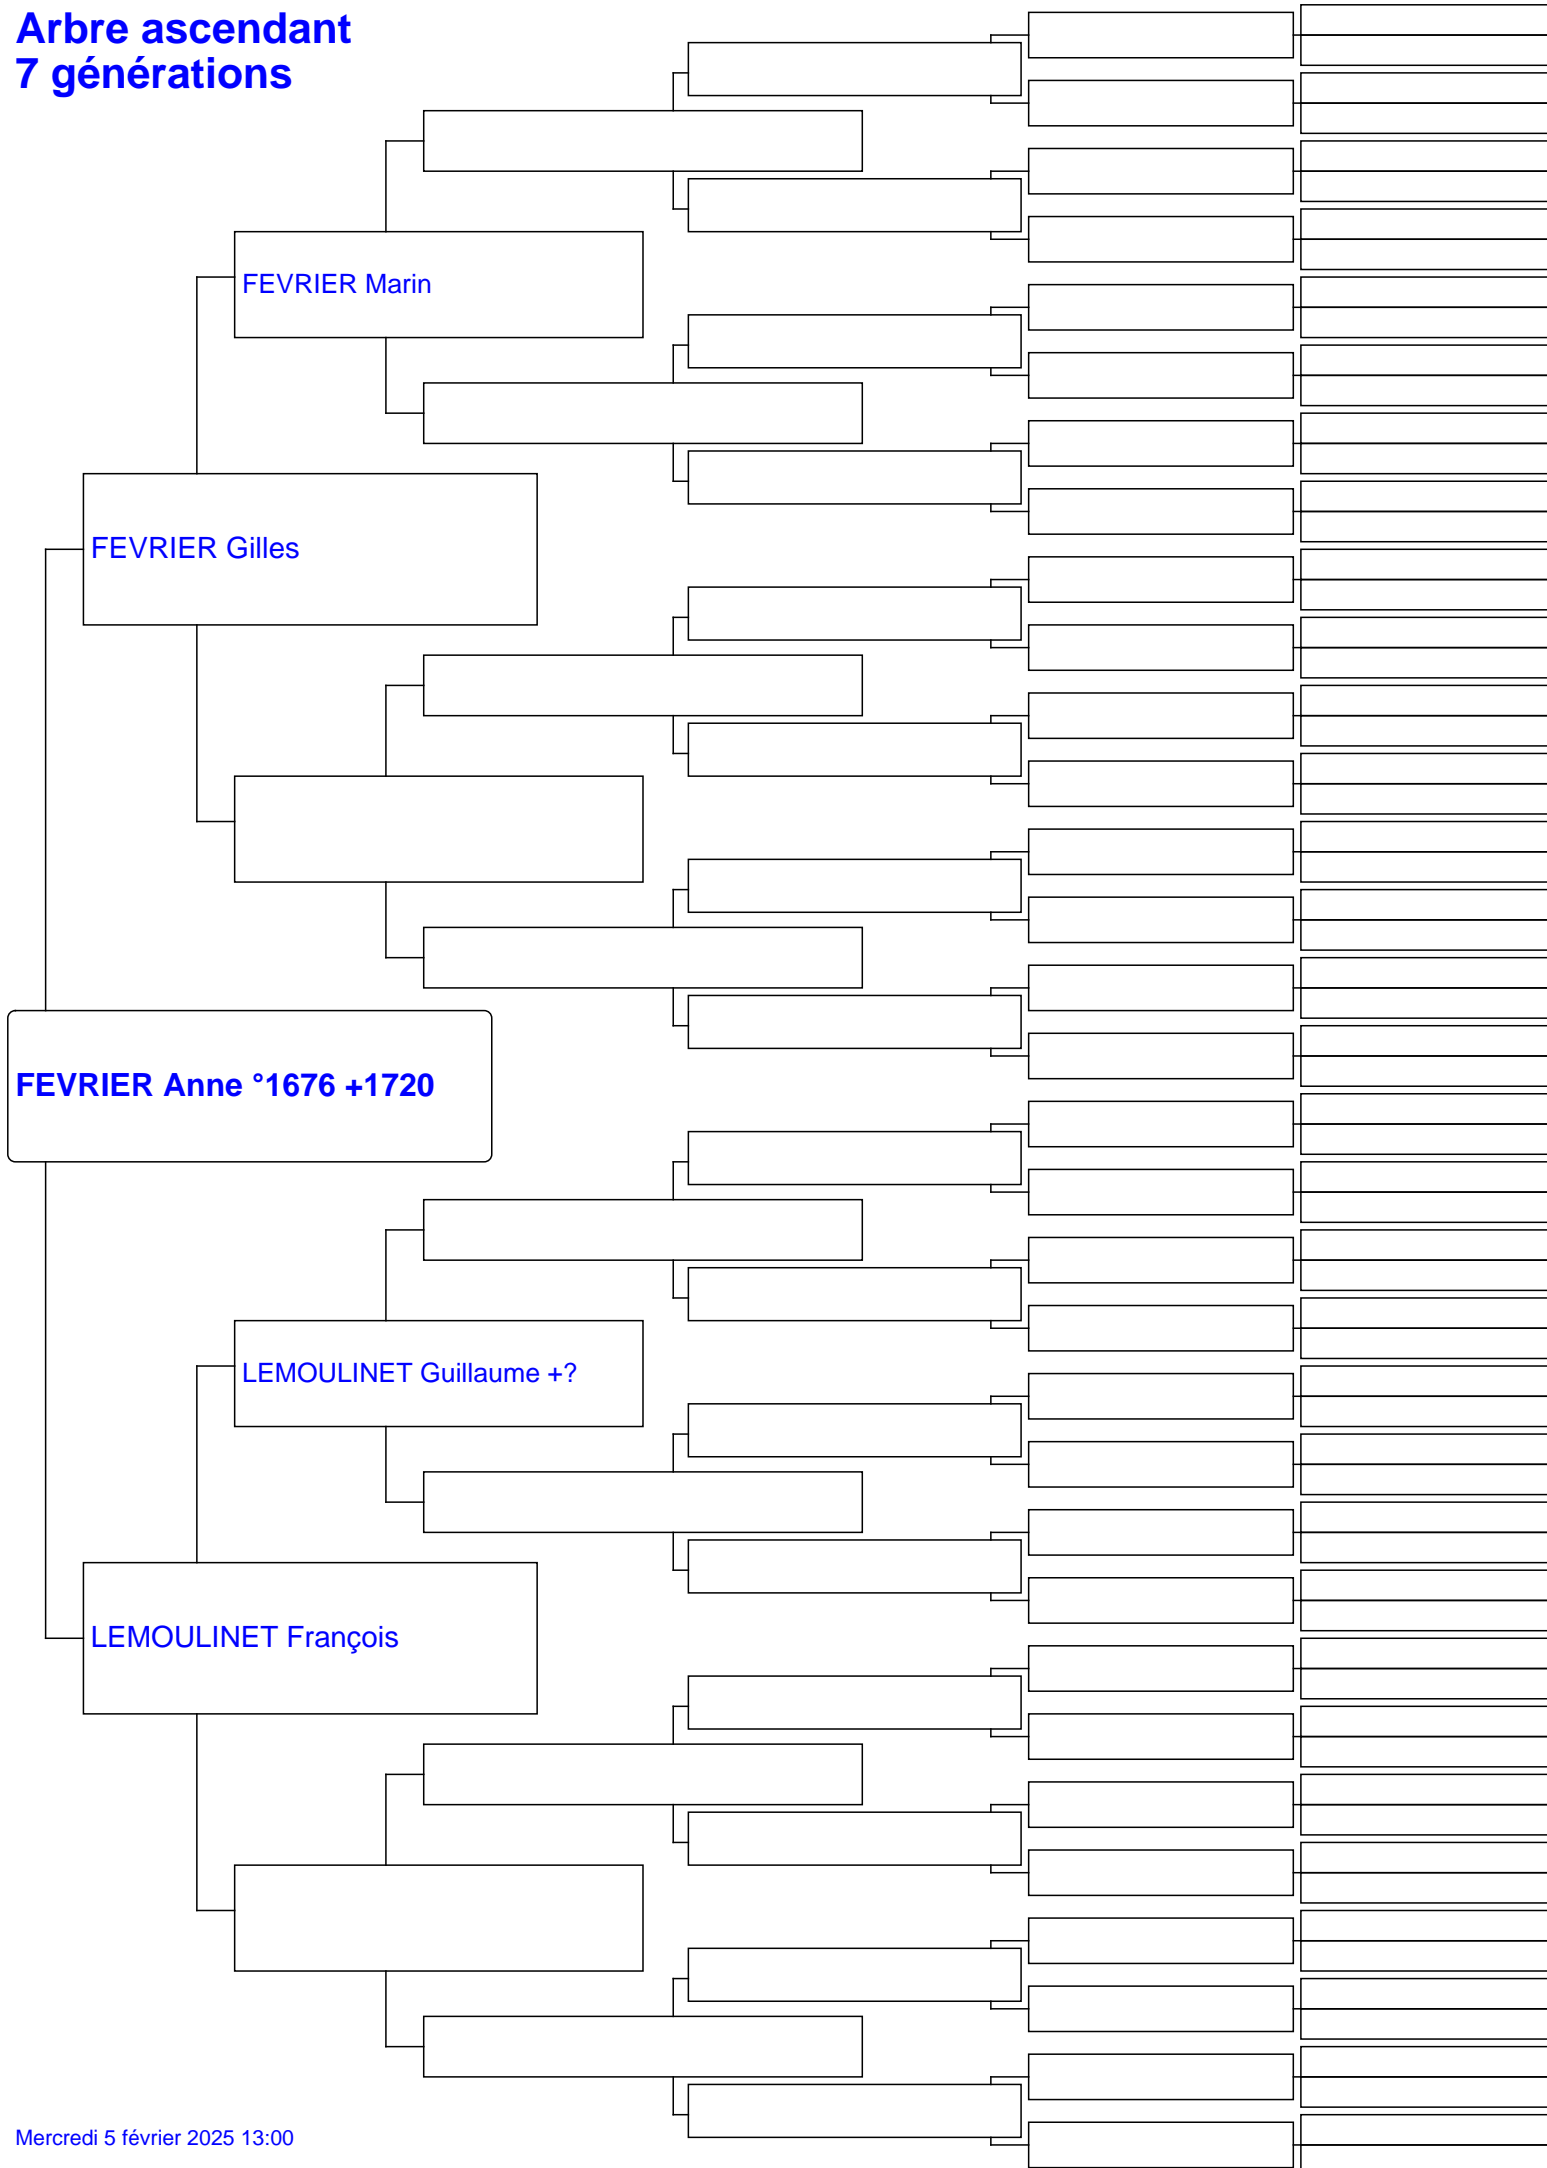 Arbre ascendant
7 générations
FEVRIER Marin
FEVRIER Gilles
FEVRIER Anne °1676 +1720
LEMOULINET Guillaume +?
LEMOULINET François
Mercredi 5 février 2025 13:00